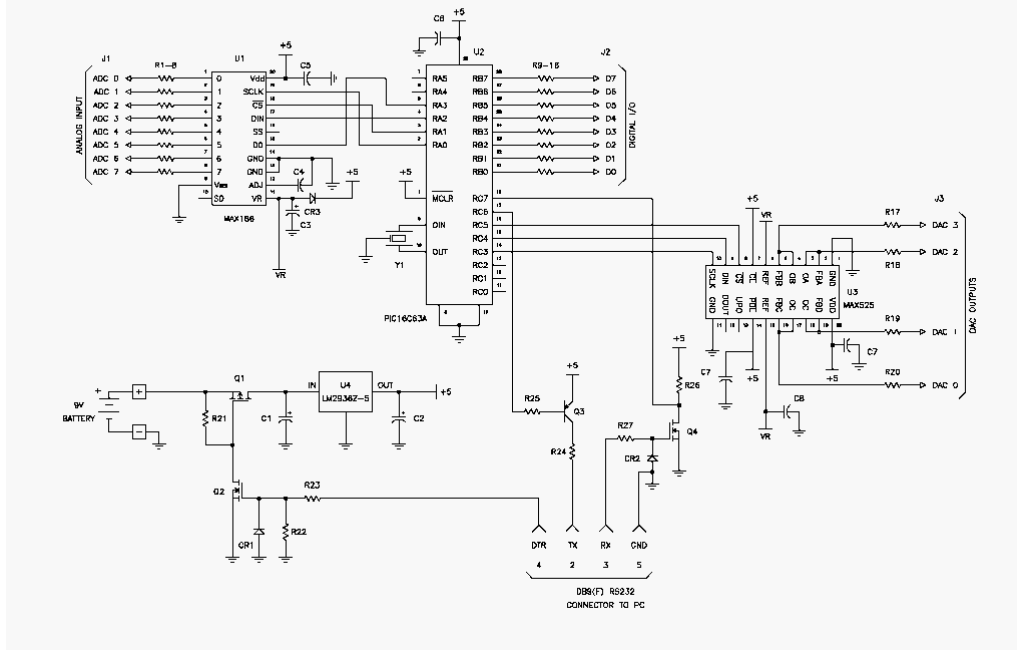 C6
+5
J1
U1
+5
U2
J2
R1-8
C5
R9-16
ADC 0
0
Vdd
RA5
RB7
D7
ADC 1
1
SCLK
RA4
RB6
D6
ADC 2
2
CS
RA3
RB5
D5
ADC 3
3
DIN
RA2
RB4
D4
ADC 4
4
SS
RA1
RB3
D3
ADC 5
5
DO
RA0
RB2
D2
ADC 6
6
GND
RB1
D1
ADC 7
7
GND
RB0
D0
ANALOG INPUT
DIGITAL I/O
C4
+5
+5
ADJ
SD
VR
MAX186
CR3
C3
VR
MCLR
RC7
RC6
OIN
RC5
RC4
OUT
RC3
RC2
RC1
RC0
Y1
PIC16C63A
+5
VR
R17
J3
DAC 3
DAC 2
R18
SCLK
DIN
CS
CL
REF
FBB
OB
OA
FBA
GND
U3
MAX525
GND
DOUT
UPO
PDL
REF
FBC
OC
FBD
VDD
R19
DAC 1
R20
DAC 0
DAC OUTPUTS
C7
+5
C7
+5
C8
VR
+5
R26
Q1
IN
U4
LM2936Z-5
OUT
+5
9V
BATTERY
+
-
R21
C1
C2
+5
R25
Q3
R24
R27
Q4
CR2
Q2
R23
CR1
R22
DTR
TX
RX
GND
4
2
3
5
DB9(F) RS232
CONNECTOR TO PC